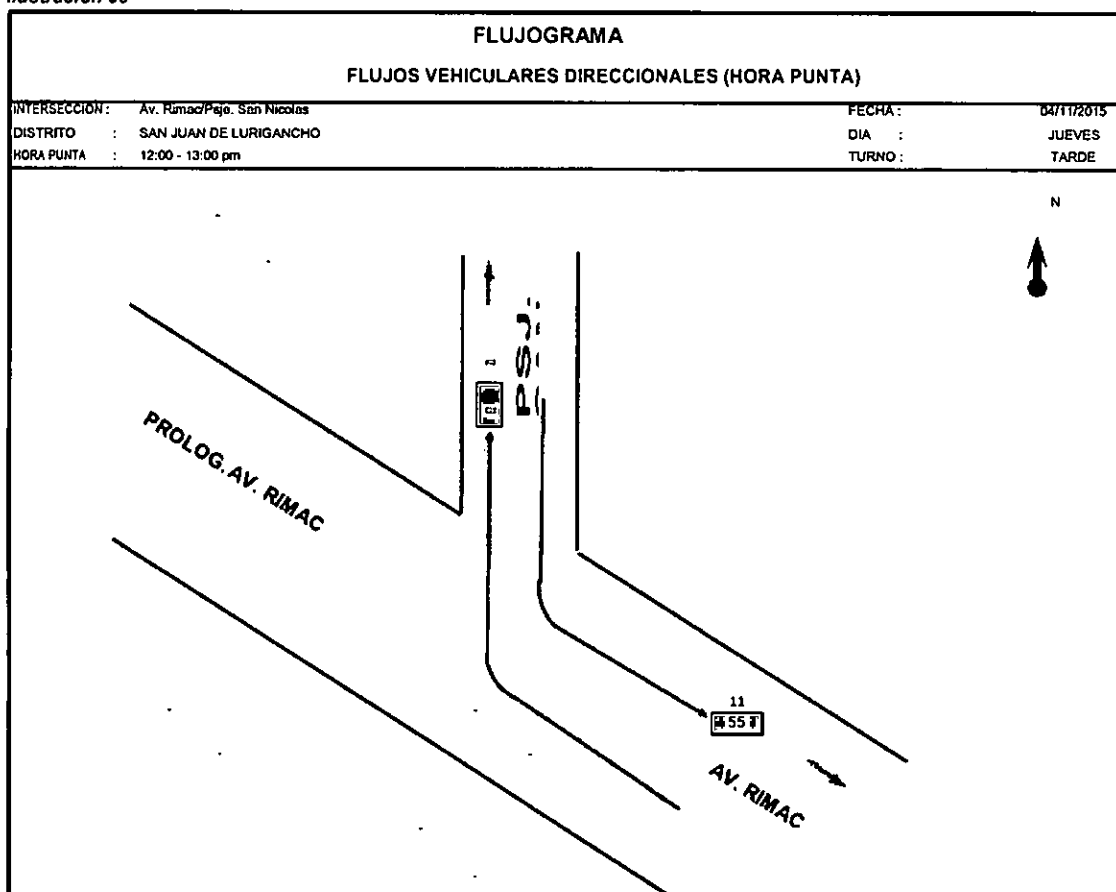 FLUJOGRAMA
FLUJOS VEHICULARES DIRECCIONALES (HORA PUNTA)
INTERSECCION : Av. Rimac/Psje. San Nicolas FECHA : 04/11/2015
DISTRITO : SAN JUAN DE LURIGANCHO DIA : JUEVES
HORA PUNTA : 12:00 - 13:00 pm TURNO : TARDE
N
PSJ.
PROLOG. AV. RIMAC
11
55
AV. RIMAC